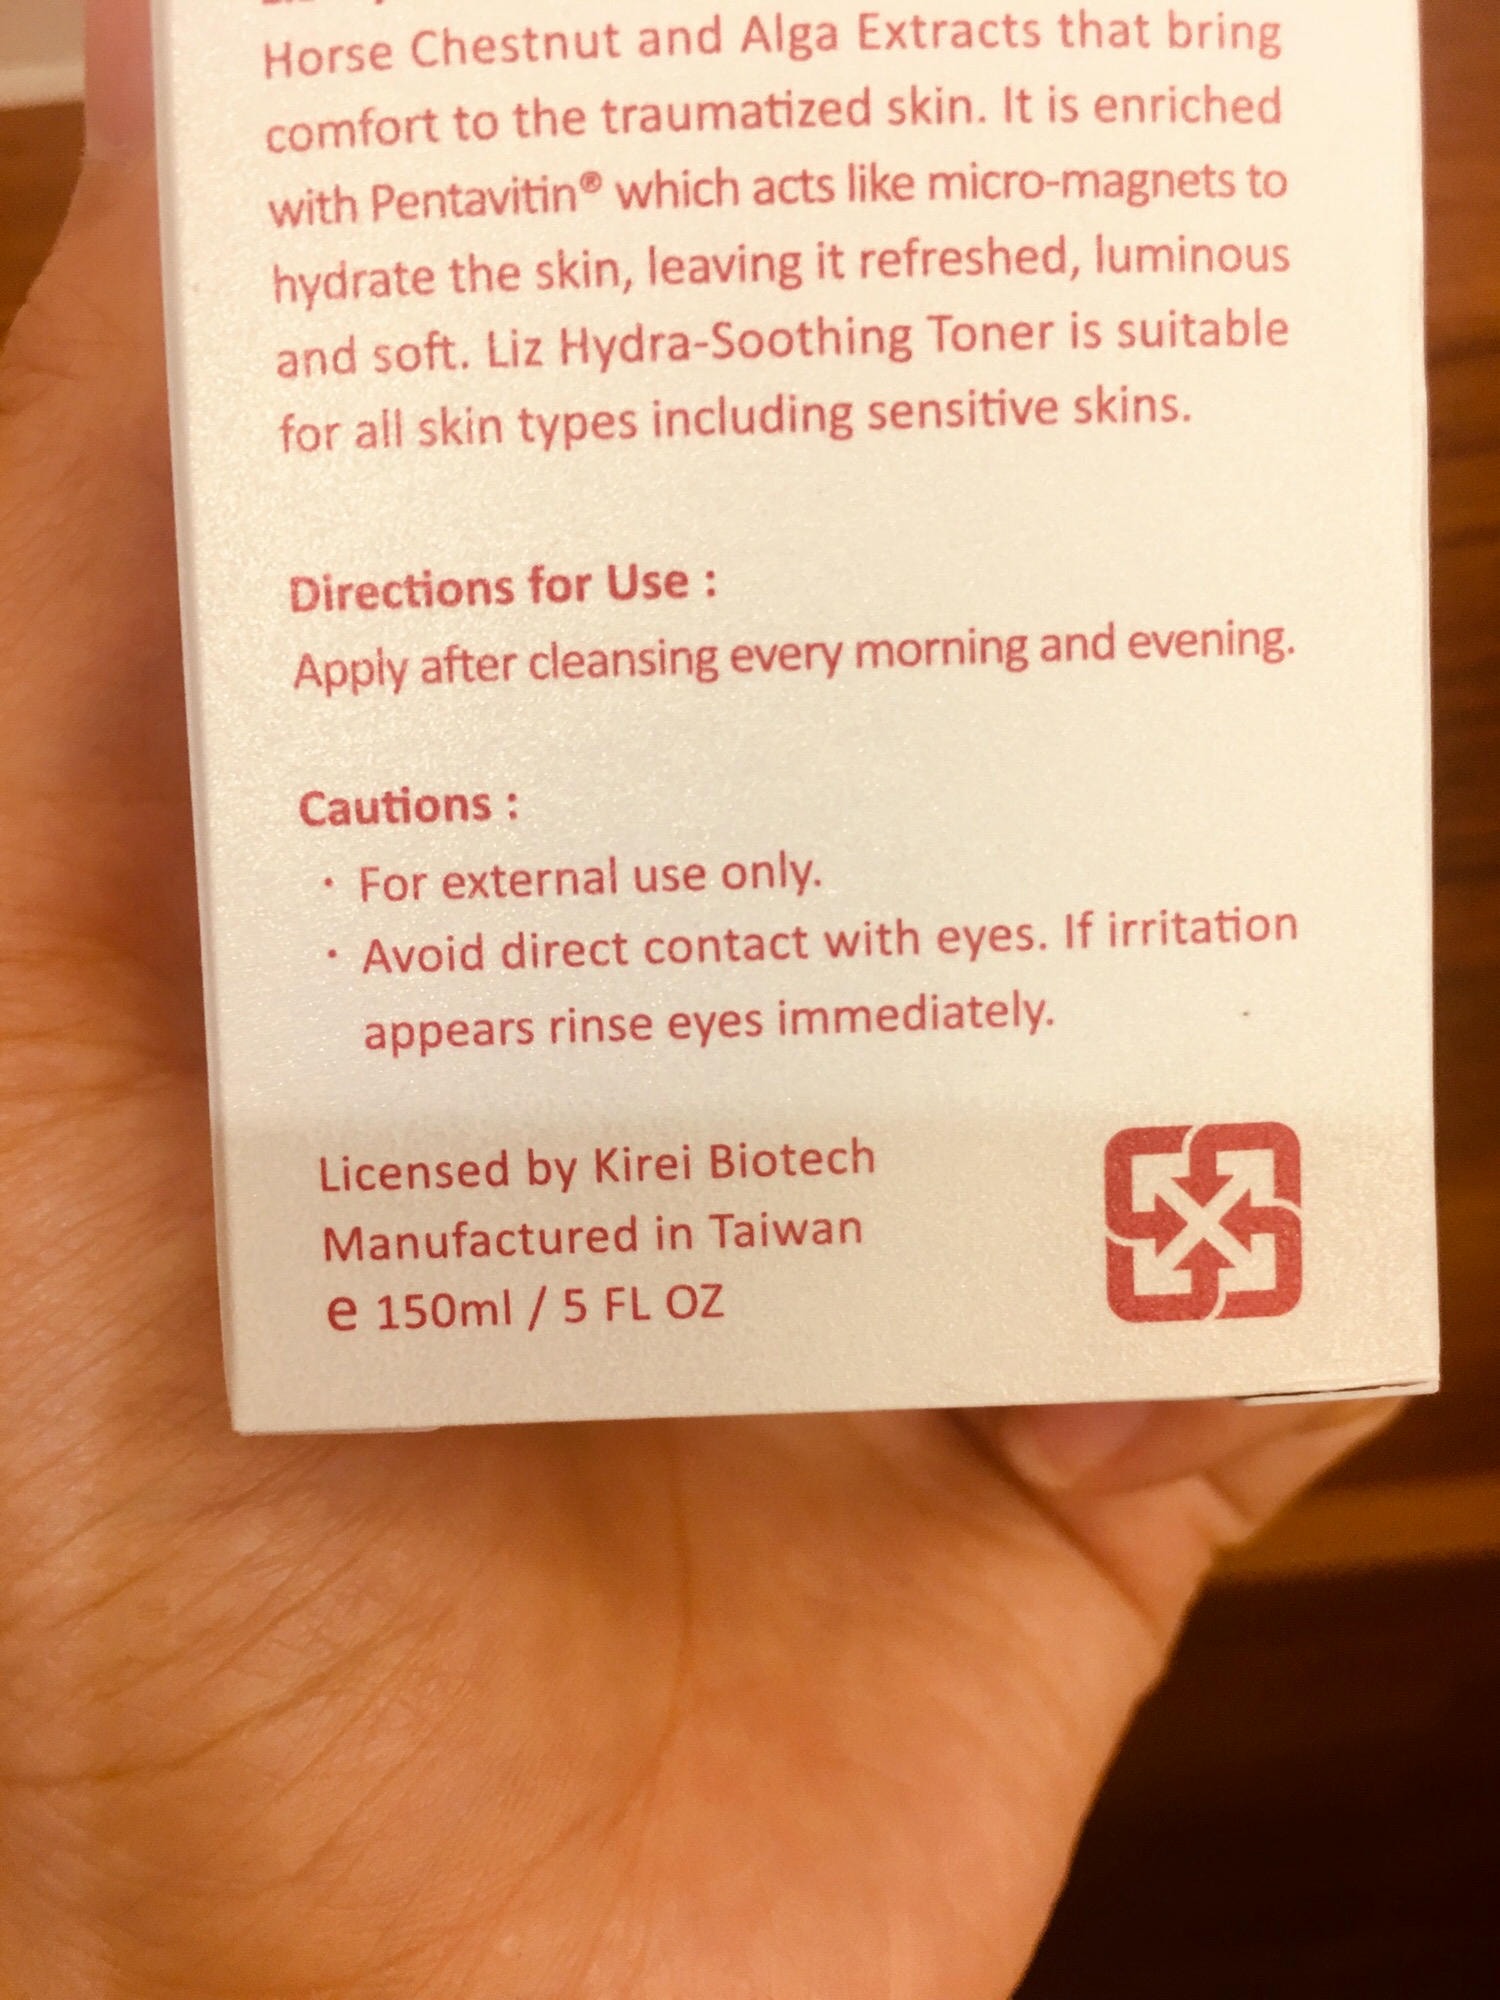 Horse Chestnut and Alga Extracts that bring
comfort to the traumatized skin. It is enriched
with Pentavitin® which acts like micro-magnets to
hydrate the skin, leaving it refreshed, luminous
and soft. Liz Hydra-Soothing Toner is suitable
for all skin types including sensitive skins.
Directions for Use :
Apply after cleansing every morning and evening.
Cautions :
· For external use only.
· Avoid direct contact with eyes. If irritation
appears rinse eyes immediately.
Licensed by Kirei Biotech
Manufactured in Taiwan
e 150ml / 5 FL OZ